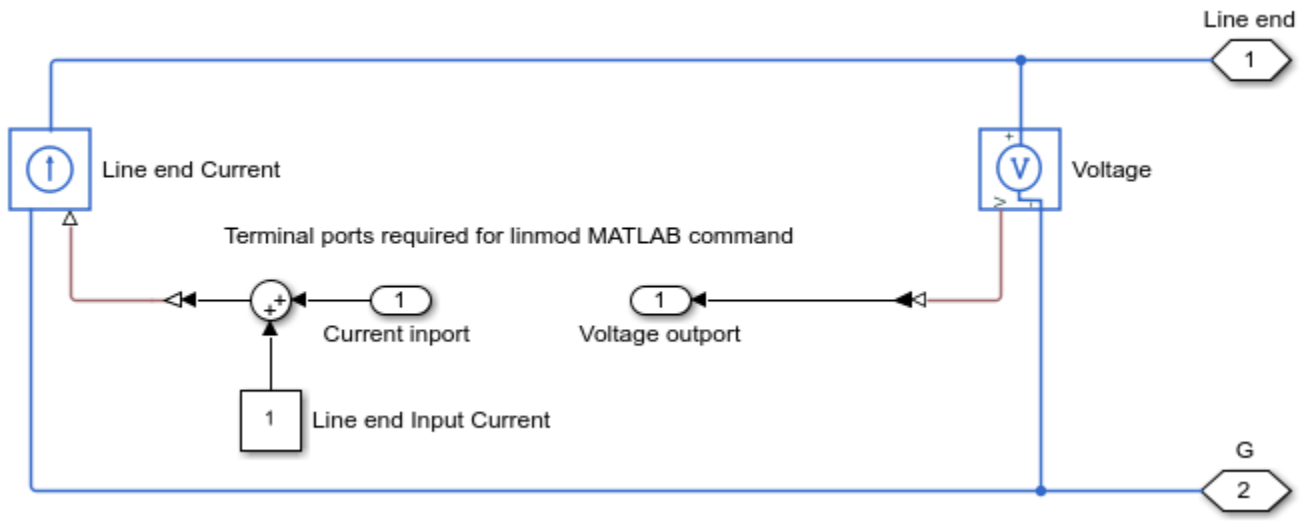 Line end
1
Line end Current
+
V
Voltage
V
-
Terminal ports required for linmod MATLAB command
+
+
1
Current inport
1
Voltage outport
1
Line end Input Current
G
2